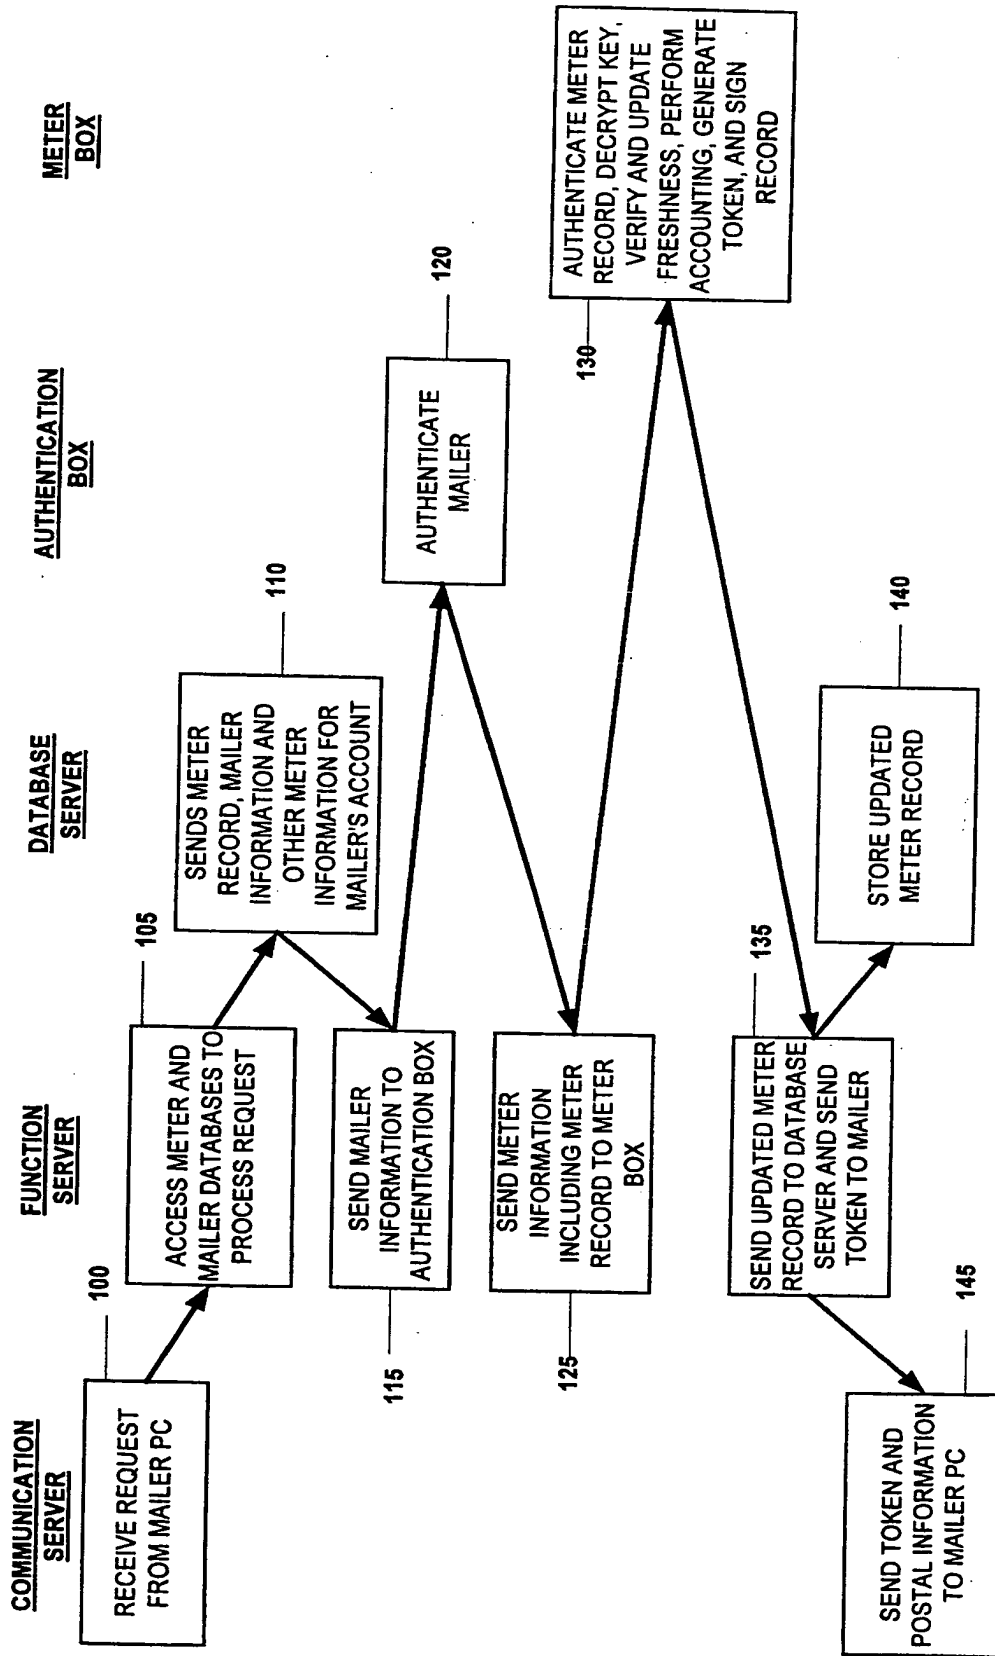 COMMUNICATION
SERVER
FUNCTION
SERVER
DATABASE
SERVER
AUTHENTICATION
BOX
METER
BOX
100
RECEIVE REQUEST
FROM MAILER PC
105
ACCESS METER AND
MAILER DATABASES TO
PROCESS REQUEST
110
SENDS METER
RECORD, MAILER
INFORMATION AND
OTHER METER
INFORMATION FOR
MAILER'S ACCOUNT
115
SEND MAILER
INFORMATION TO
AUTHENTICATION BOX
120
AUTHENTICATE
MAILER
125
SEND METER
INFORMATION
INCLUDING METER
RECORD TO METER
BOX
130
AUTHENTICATE METER
RECORD, DECRYPT KEY,
VERIFY AND UPDATE
FRESHNESS, PERFORM
ACCOUNTING, GENERATE
TOKEN, AND SIGN
RECORD
135
SEND UPDATED METER
RECORD TO DATABASE
SERVER AND SEND
TOKEN TO MAILER
140
STORE UPDATED
METER RECORD
145
SEND TOKEN AND
POSTAL INFORMATION
TO MAILER PC